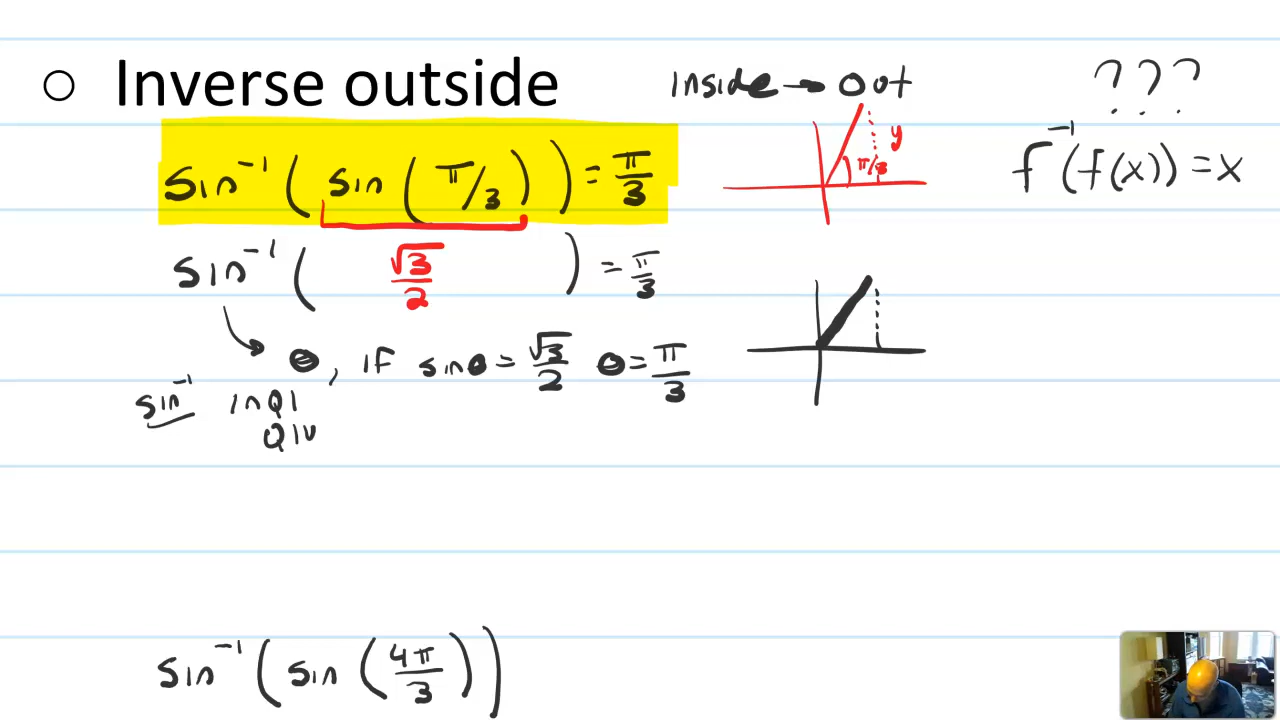 ○ Inverse outside
inside → Out
? ? ?
f⁻¹(f(x)) = x
sin⁻¹(sin(π/3)) = π/3
y
π/3
sin⁻¹( √3/2 ) = π/3
θ, if sinθ = √3/2 θ = π/3
sin⁻¹ in QI
QIV
sin⁻¹(sin(4π/3))